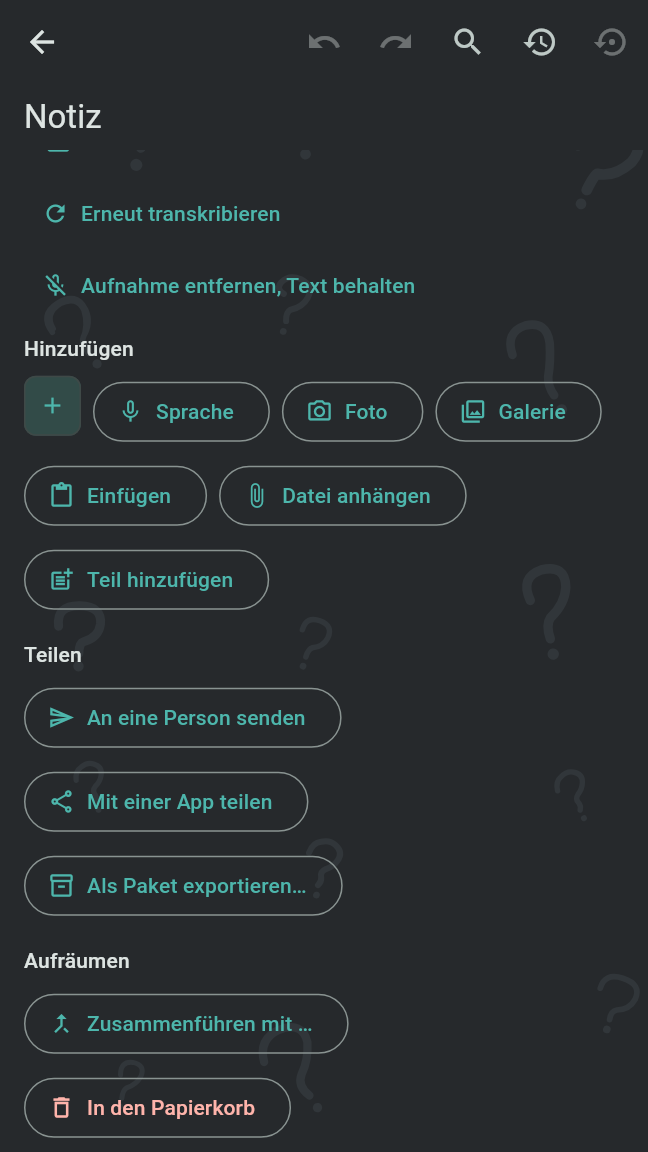 Notiz
Erneut transkribieren
Aufnahme entfernen, Text behalten
Hinzufügen
Sprache
Foto
Galerie
Einfügen
Datei anhängen
Teil hinzufügen
Teilen
An eine Person senden
Mit einer App teilen
Als Paket exportieren…
Aufräumen
Zusammenführen mit …
In den Papierkorb